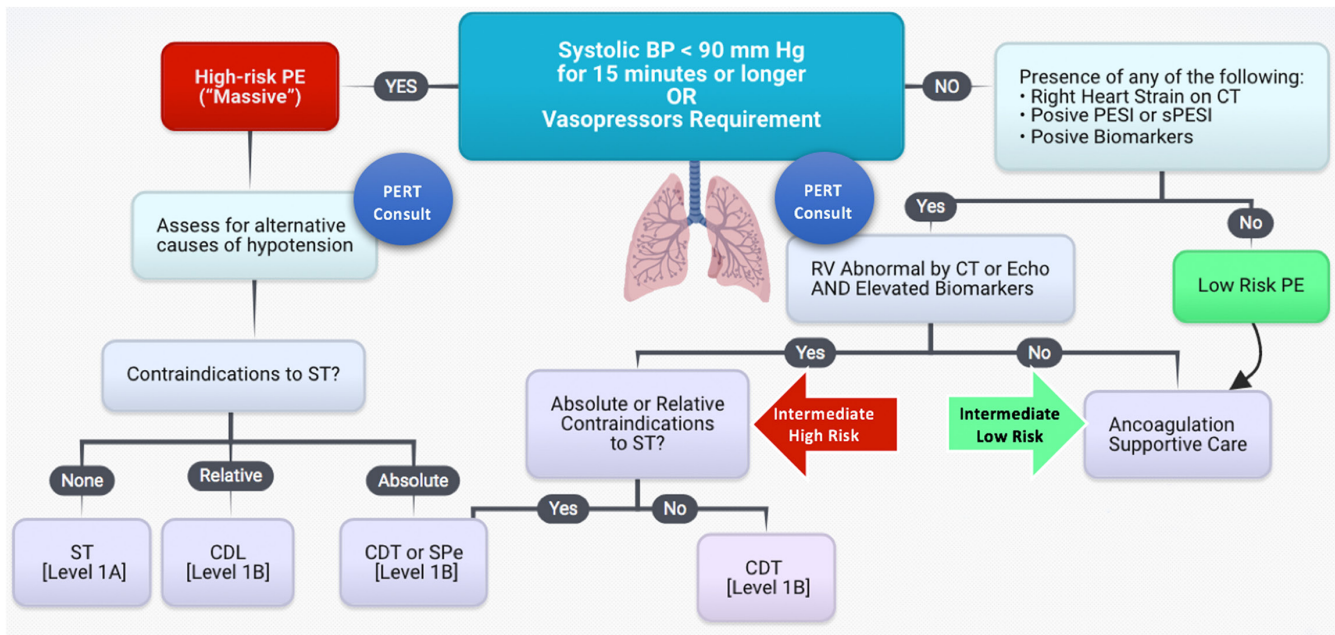 Systolic BP < 90 mm Hg
for 15 minutes or longer
OR
Vasopressors Requirement
YES
NO
High-risk PE
("Massive")
Presence of any of the following:
• Right Heart Strain on CT
• Posive PESI or sPESI
• Posive Biomarkers
PERT
Consult
PERT
Consult
Assess for alternative
causes of hypotension
Yes
No
RV Abnormal by CT or Echo
AND Elevated Biomarkers
Low Risk PE
Contraindications to ST?
Yes
No
Absolute or Relative
Contraindications
to ST?
Intermediate
High Risk
Intermediate
Low Risk
Ancoagulation
Supportive Care
None
Relative
Absolute
Yes
No
ST
[Level 1A]
CDL
[Level 1B]
CDT or SPe
[Level 1B]
CDT
[Level 1B]